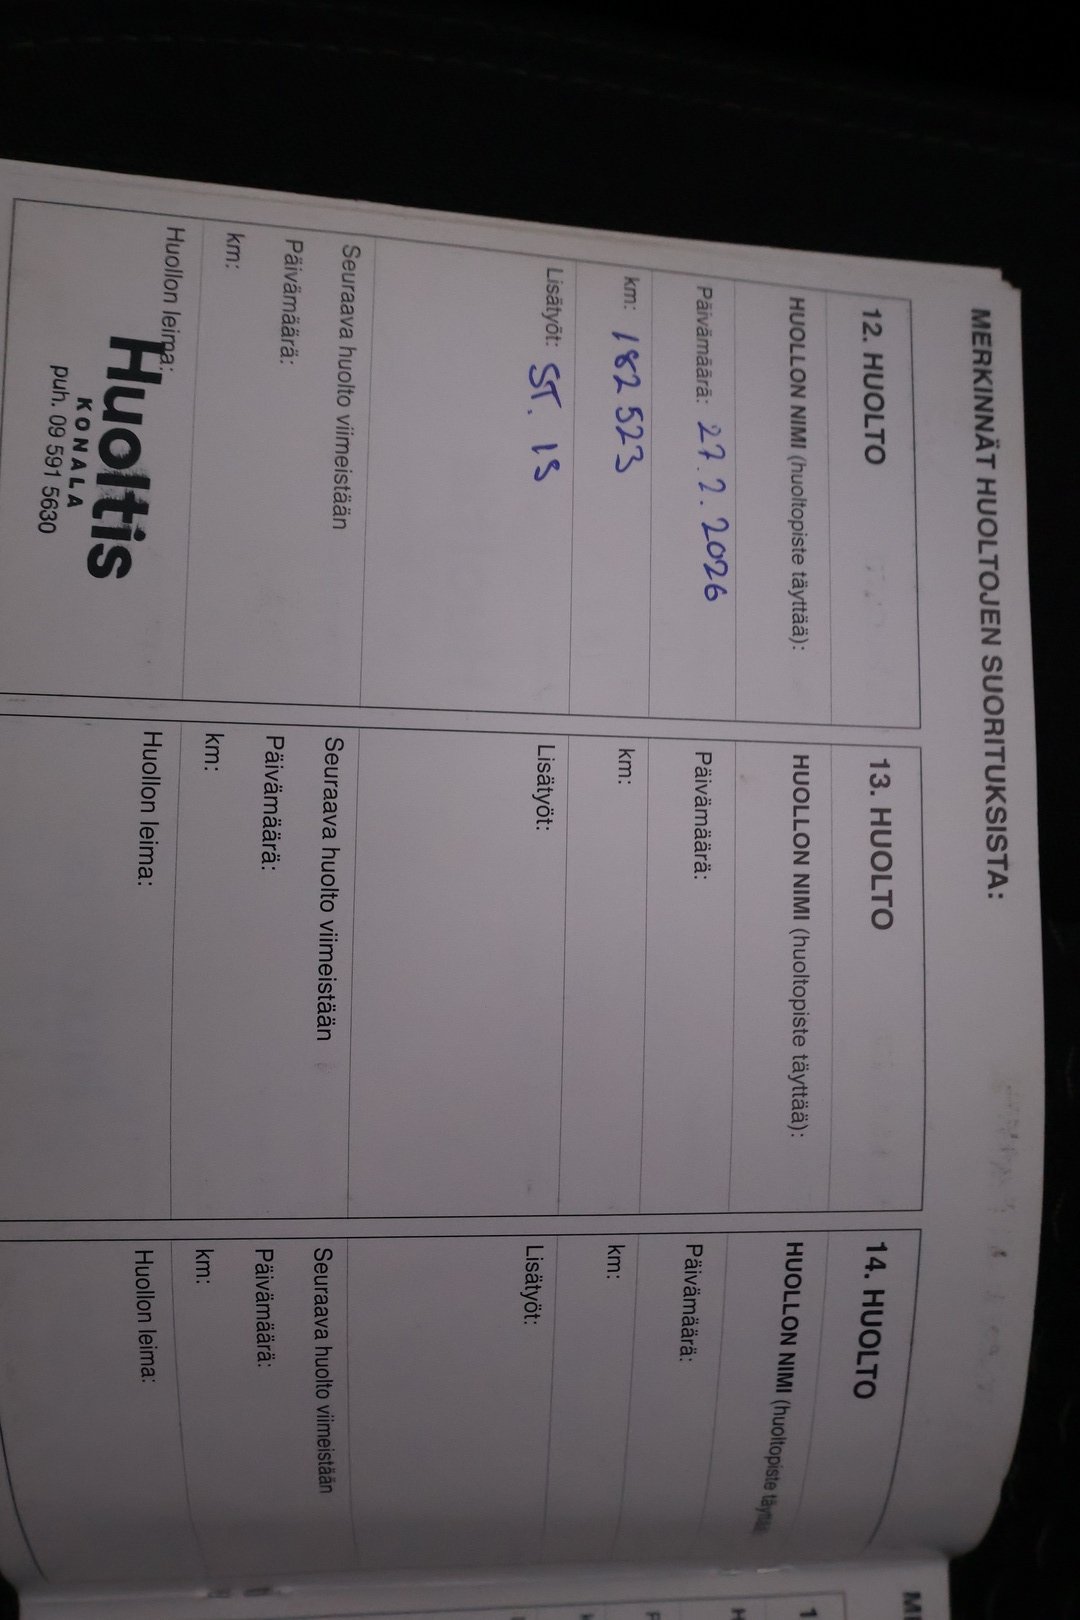 MERKINNÄT HUOLTOJEN SUORITUKSISTA:
12. HUOLTO
HUOLLON NIMI (huoltopiste täyttää):
Päivämäärä: 27.2.2026
km: 182 523
Lisätyöt: ST. 15
Seuraava huolto viimeistään
Päivämäärä:
km:
Huollon leima:
Huoltis
KONALA
puh. 09 591 5630
13. HUOLTO
HUOLLON NIMI (huoltopiste täyttää):
Päivämäärä:
km:
Lisätyöt:
Seuraava huolto viimeistään
Päivämäärä:
km:
Huollon leima:
14. HUOLTO
HUOLLON NIMI (huoltopiste
Päivämäärä:
km:
Lisätyöt:
Seuraava huolto viimeistään
Päivämäärä:
km:
Huollon leima: